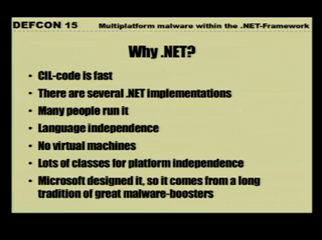 DEFCON 15 Multiplatform malware within the .NET-Framework
Why .NET?
• CIL-code is fast
• There are several .NET implementations
• Many people run it
• Language independence
• No virtual machines
• Lots of classes for platform independence
• Microsoft designed it, so it comes from a long
tradition of great malware-boosters